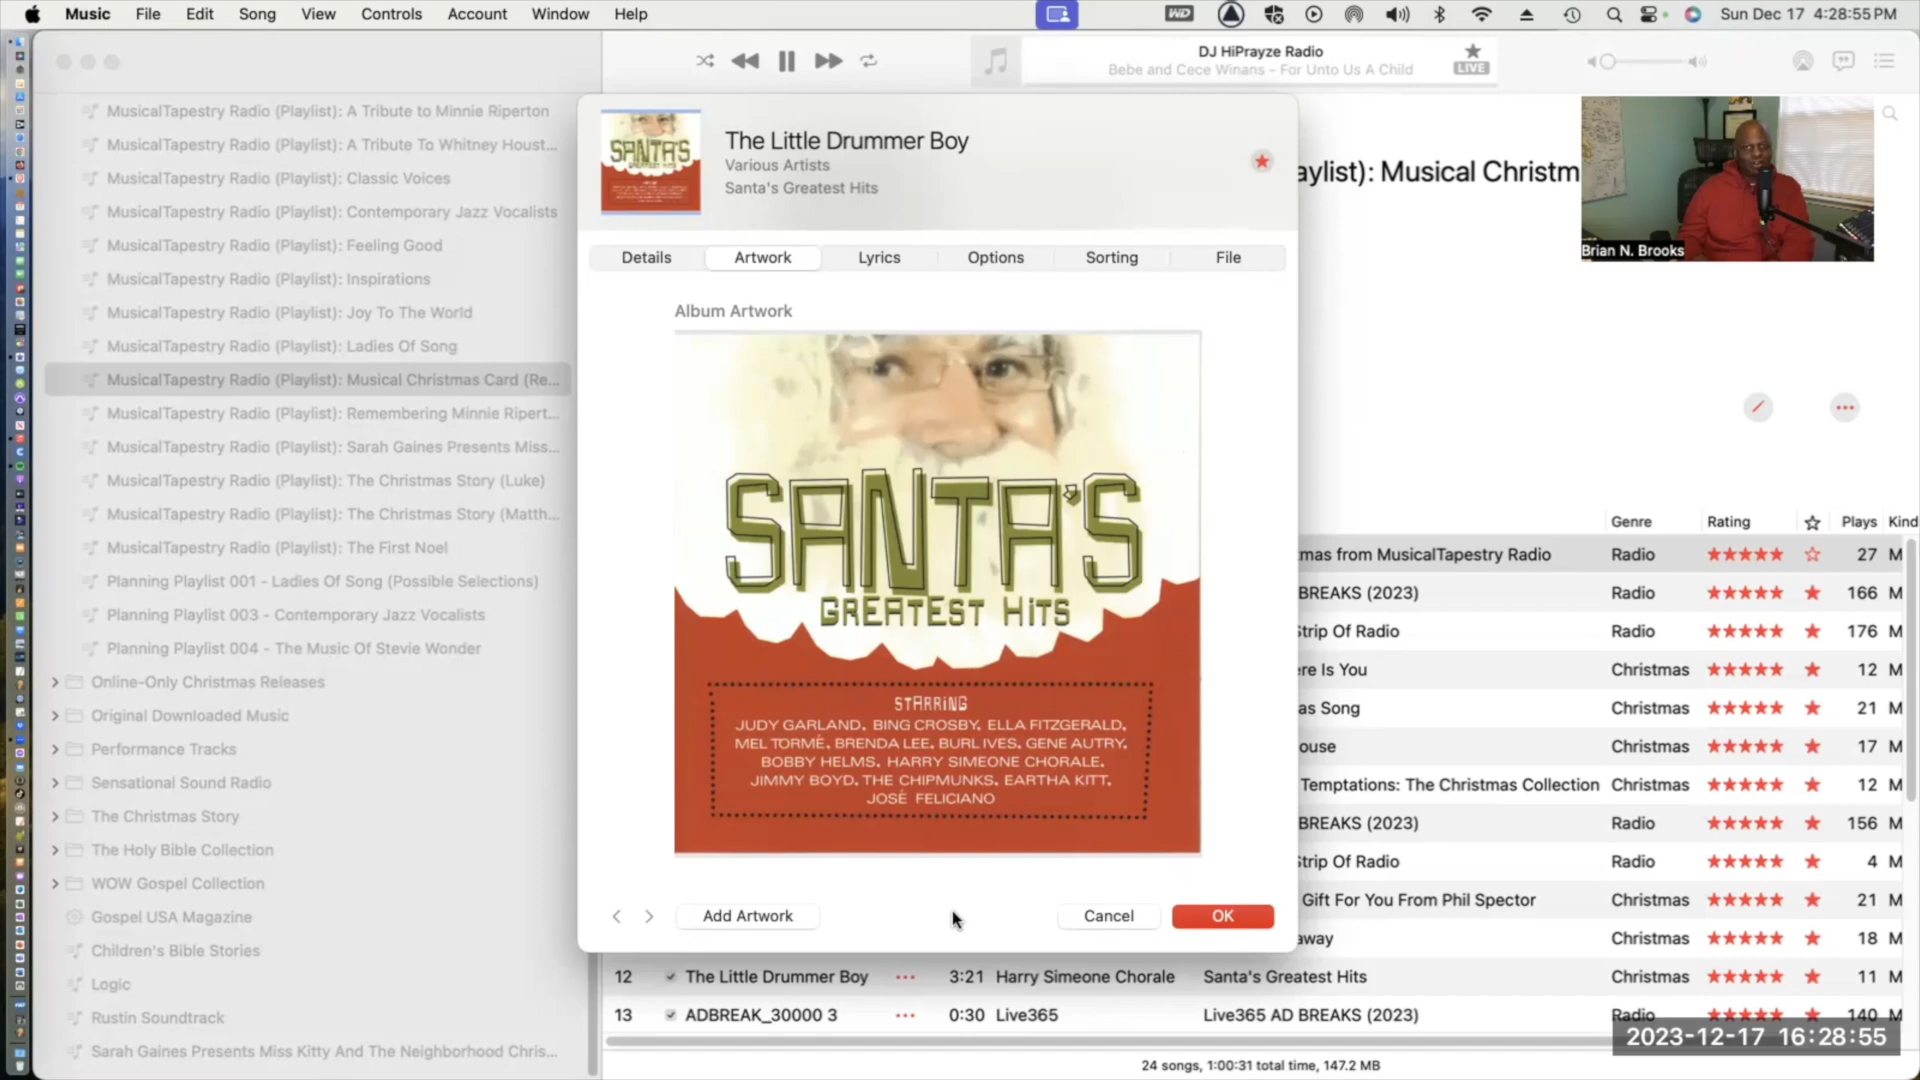 Music File Edit Song View Controls Account Window Help WD Sun Dec 17 4:28:55 PM
DJ HiPrayze Radio
Bebe and Cece Winans – For Unto Us A Child
LIVE
MusicalTapestry Radio (Playlist): A Tribute to Minnie Riperton
MusicalTapestry Radio (Playlist): A Tribute To Whitney Houst...
MusicalTapestry Radio (Playlist): Classic Voices
MusicalTapestry Radio (Playlist): Contemporary Jazz Vocalists
MusicalTapestry Radio (Playlist): Feeling Good
MusicalTapestry Radio (Playlist): Inspirations
MusicalTapestry Radio (Playlist): Joy To The World
MusicalTapestry Radio (Playlist): Ladies Of Song
MusicalTapestry Radio (Playlist): Musical Christmas Card (Re...
MusicalTapestry Radio (Playlist): Remembering Minnie Ripert...
MusicalTapestry Radio (Playlist): Sarah Gaines Presents Miss...
MusicalTapestry Radio (Playlist): The Christmas Story (Luke)
MusicalTapestry Radio (Playlist): The Christmas Story (Matth...
MusicalTapestry Radio (Playlist): The First Noel
Planning Playlist 001 - Ladies Of Song (Possible Selections)
Planning Playlist 003 - Contemporary Jazz Vocalists
Planning Playlist 004 - The Music Of Stevie Wonder
Online-Only Christmas Releases
Original Downloaded Music
Performance Tracks
Sensational Sound Radio
The Christmas Story
The Holy Bible Collection
WOW Gospel Collection
Gospel USA Magazine
Children's Bible Stories
Logic
Rustin Soundtrack
Sarah Gaines Presents Miss Kitty And The Neighborhood Chris...
SANTA'S
The Little Drummer Boy
Various Artists
Santa's Greatest Hits
Details Artwork Lyrics Options Sorting File
Album Artwork
SANTA'S
GREATEST HITS
STARRING
JUDY GARLAND, BING CROSBY, ELLA FITZGERALD,
MEL TORMÉ, BRENDA LEE, BURL IVES, GENE AUTRY,
BOBBY HELMS, HARRY SIMEONE CHORALE,
JIMMY BOYD, THE CHIPMUNKS, EARTHA KITT,
JOSÉ FELICIANO
Add Artwork Cancel OK
aylist): Musical Christm
Brian N. Brooks
Genre Rating Plays Kind
mas from MusicalTapestry Radio Radio 27 M
BREAKS (2023) Radio 166 M
Strip Of Radio Radio 176 M
ere Is You Christmas 12 M
as Song Christmas 21 M
ouse Christmas 17 M
Temptations: The Christmas Collection Christmas 12 M
BREAKS (2023) Radio 156 M
Strip Of Radio Radio 4 M
Gift For You From Phil Spector Christmas 21 M
away Christmas 18 M
12 The Little Drummer Boy ... 3:21 Harry Simeone Chorale Santa's Greatest Hits Christmas 11 M
13 ADBREAK_30000 3 ... 0:30 Live365 Live365 AD BREAKS (2023) Radio 140 M
2023-12-17 16:28:55
24 songs, 1:00:31 total time, 147.2 MB